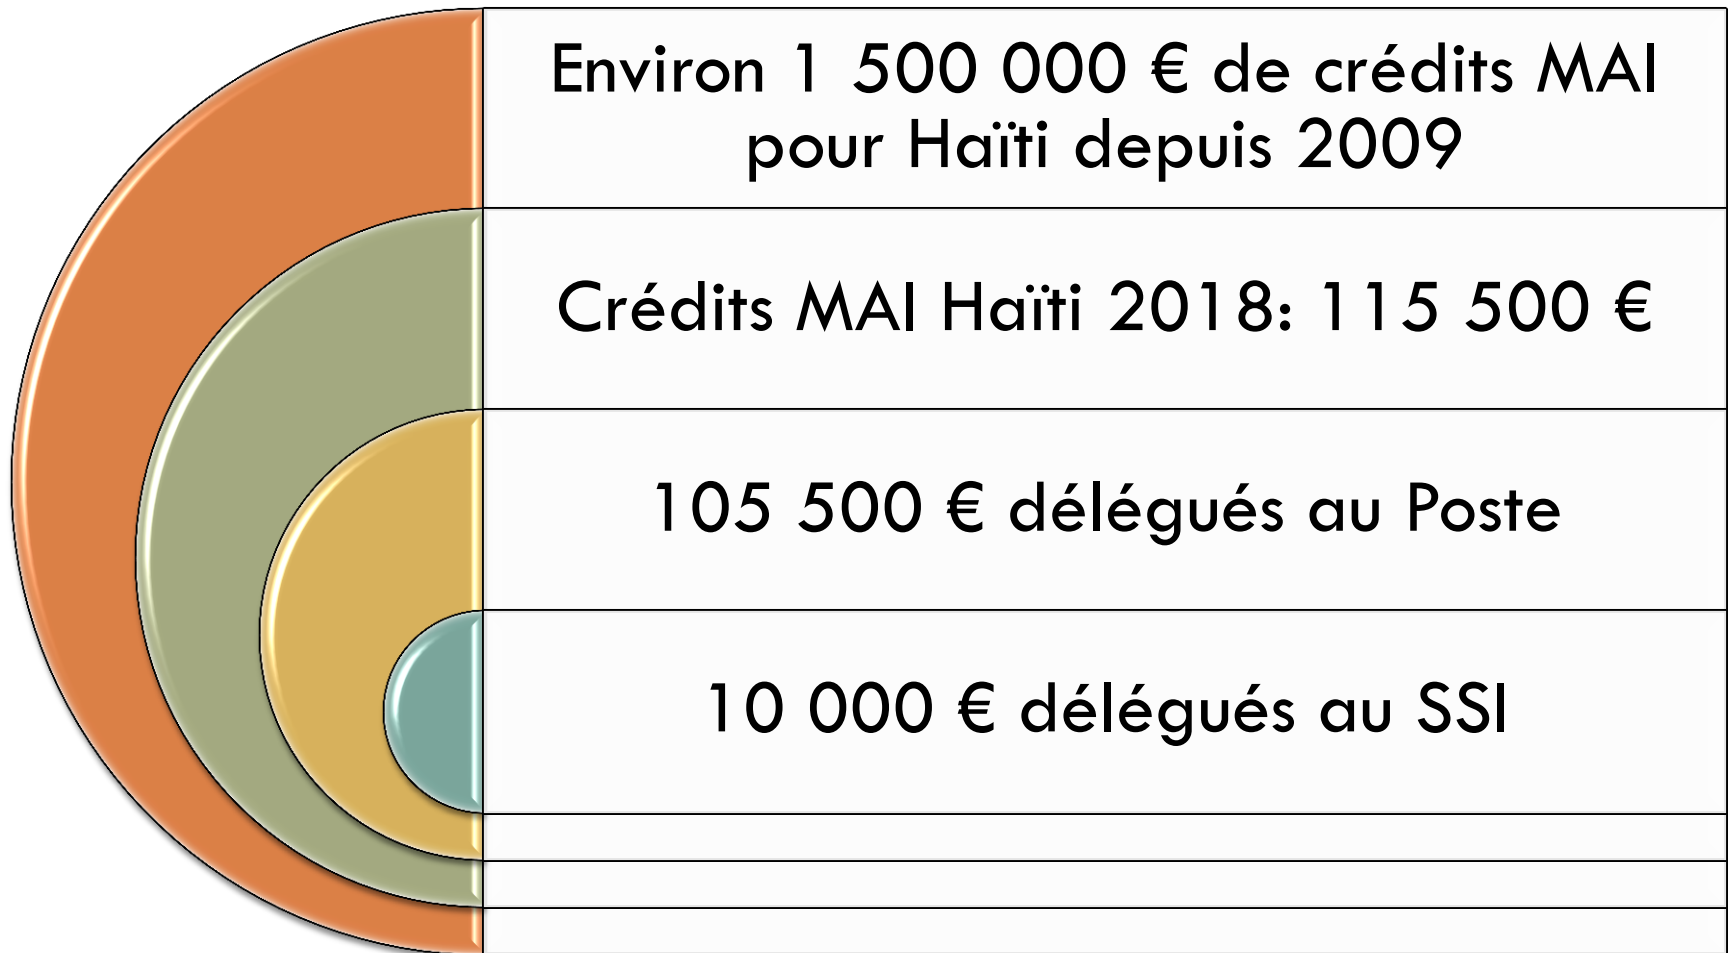 Environ 1 500 000 € de crédits MAI
pour Haïti depuis 2009
Crédits MAI Haïti 2018: 115 500 €
105 500 € délégués au Poste
10 000 € délégués au SSI